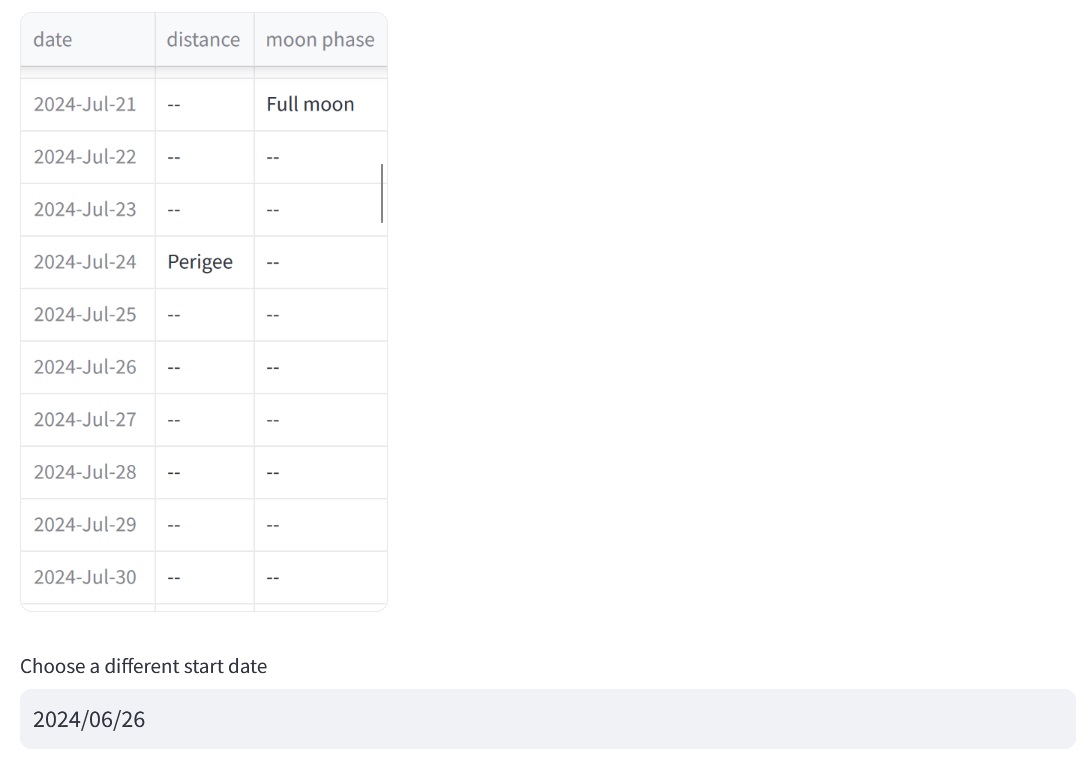 date distance moon phase
2024-Jul-21 -- Full moon
2024-Jul-22 -- --
2024-Jul-23 -- --
2024-Jul-24 Perigee --
2024-Jul-25 -- --
2024-Jul-26 -- --
2024-Jul-27 -- --
2024-Jul-28 -- --
2024-Jul-29 -- --
2024-Jul-30 -- --
Choose a different start date
2024/06/26